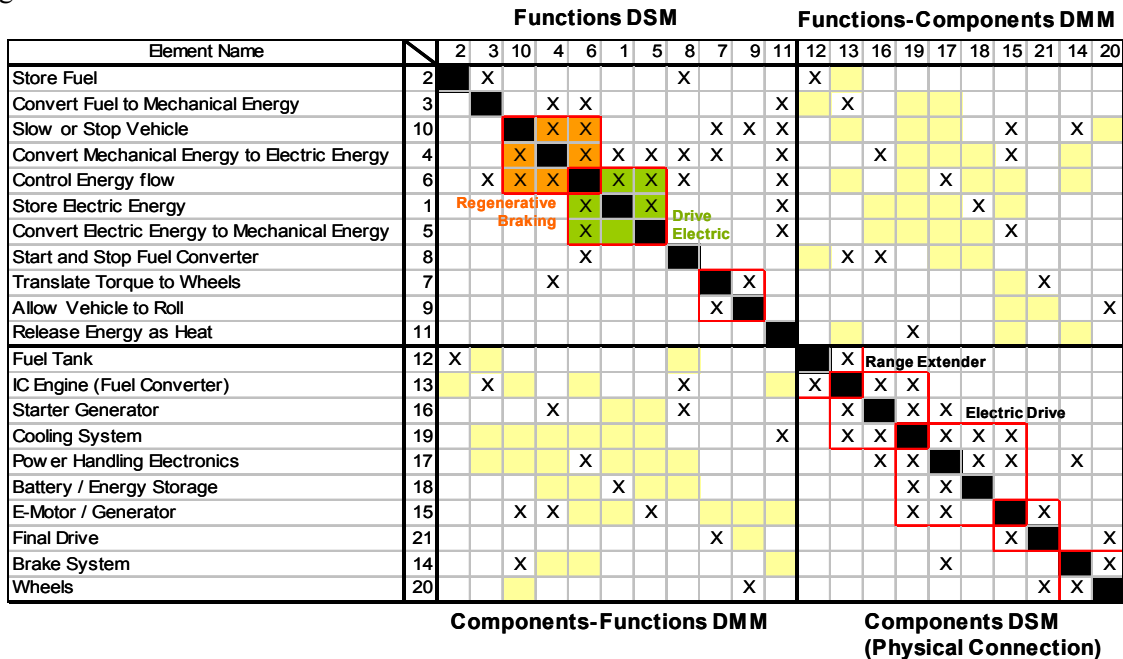 Functions DSM Functions-Components DMM
Element Name 2 3 10 4 6 1 5 8 7 9 11 12 13 16 19 17 18 15 21 14 20
Store Fuel 2 X X X
Convert Fuel to Mechanical Energy 3 X X X X
Slow or Stop Vehicle 10 X X X X X X X
Convert Mechanical Energy to Electric Energy 4 X X X X X X X X X
Control Energy flow 6 X X X X X X X
Store Electric Energy 1 Regenerative X X X X
Braking Drive
Convert Electric Energy to Mechanical Energy 5 X Electric X X
Start and Stop Fuel Converter 8 X X X
Translate Torque to Wheels 7 X X X
Allow Vehicle to Roll 9 X X
Release Energy as Heat 11 X
Fuel Tank 12 X X Range Extender
IC Engine (Fuel Converter) 13 X X X X X
Starter Generator 16 X X X X X Electric Drive
Cooling System 19 X X X X X X
Power Handling Electronics 17 X X X X X X
Battery / Energy Storage 18 X X X
E-Motor / Generator 15 X X X X X X
Final Drive 21 X X X
Brake System 14 X X X
Wheels 20 X X X
Components-Functions DMM Components DSM
(Physical Connection)